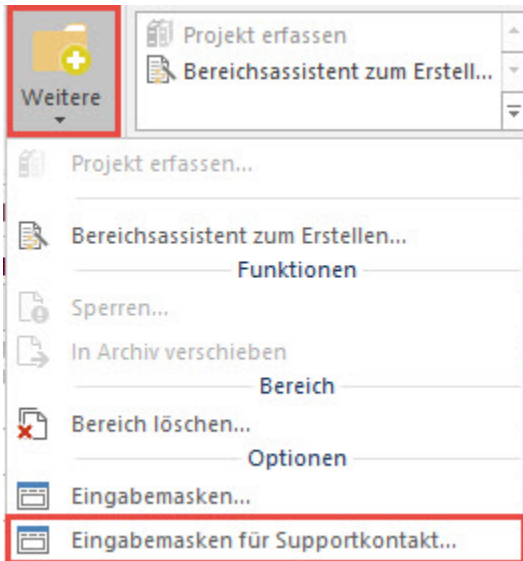 Weitere
Projekt erfassen
Bereichsassistent zum Erstell...
Projekt erfassen...
Bereichsassistent zum Erstellen...
Funktionen
Sperren...
In Archiv verschieben
Bereich
Bereich löschen...
Optionen
Eingabemasken...
Eingabemasken für Supportkontakt...